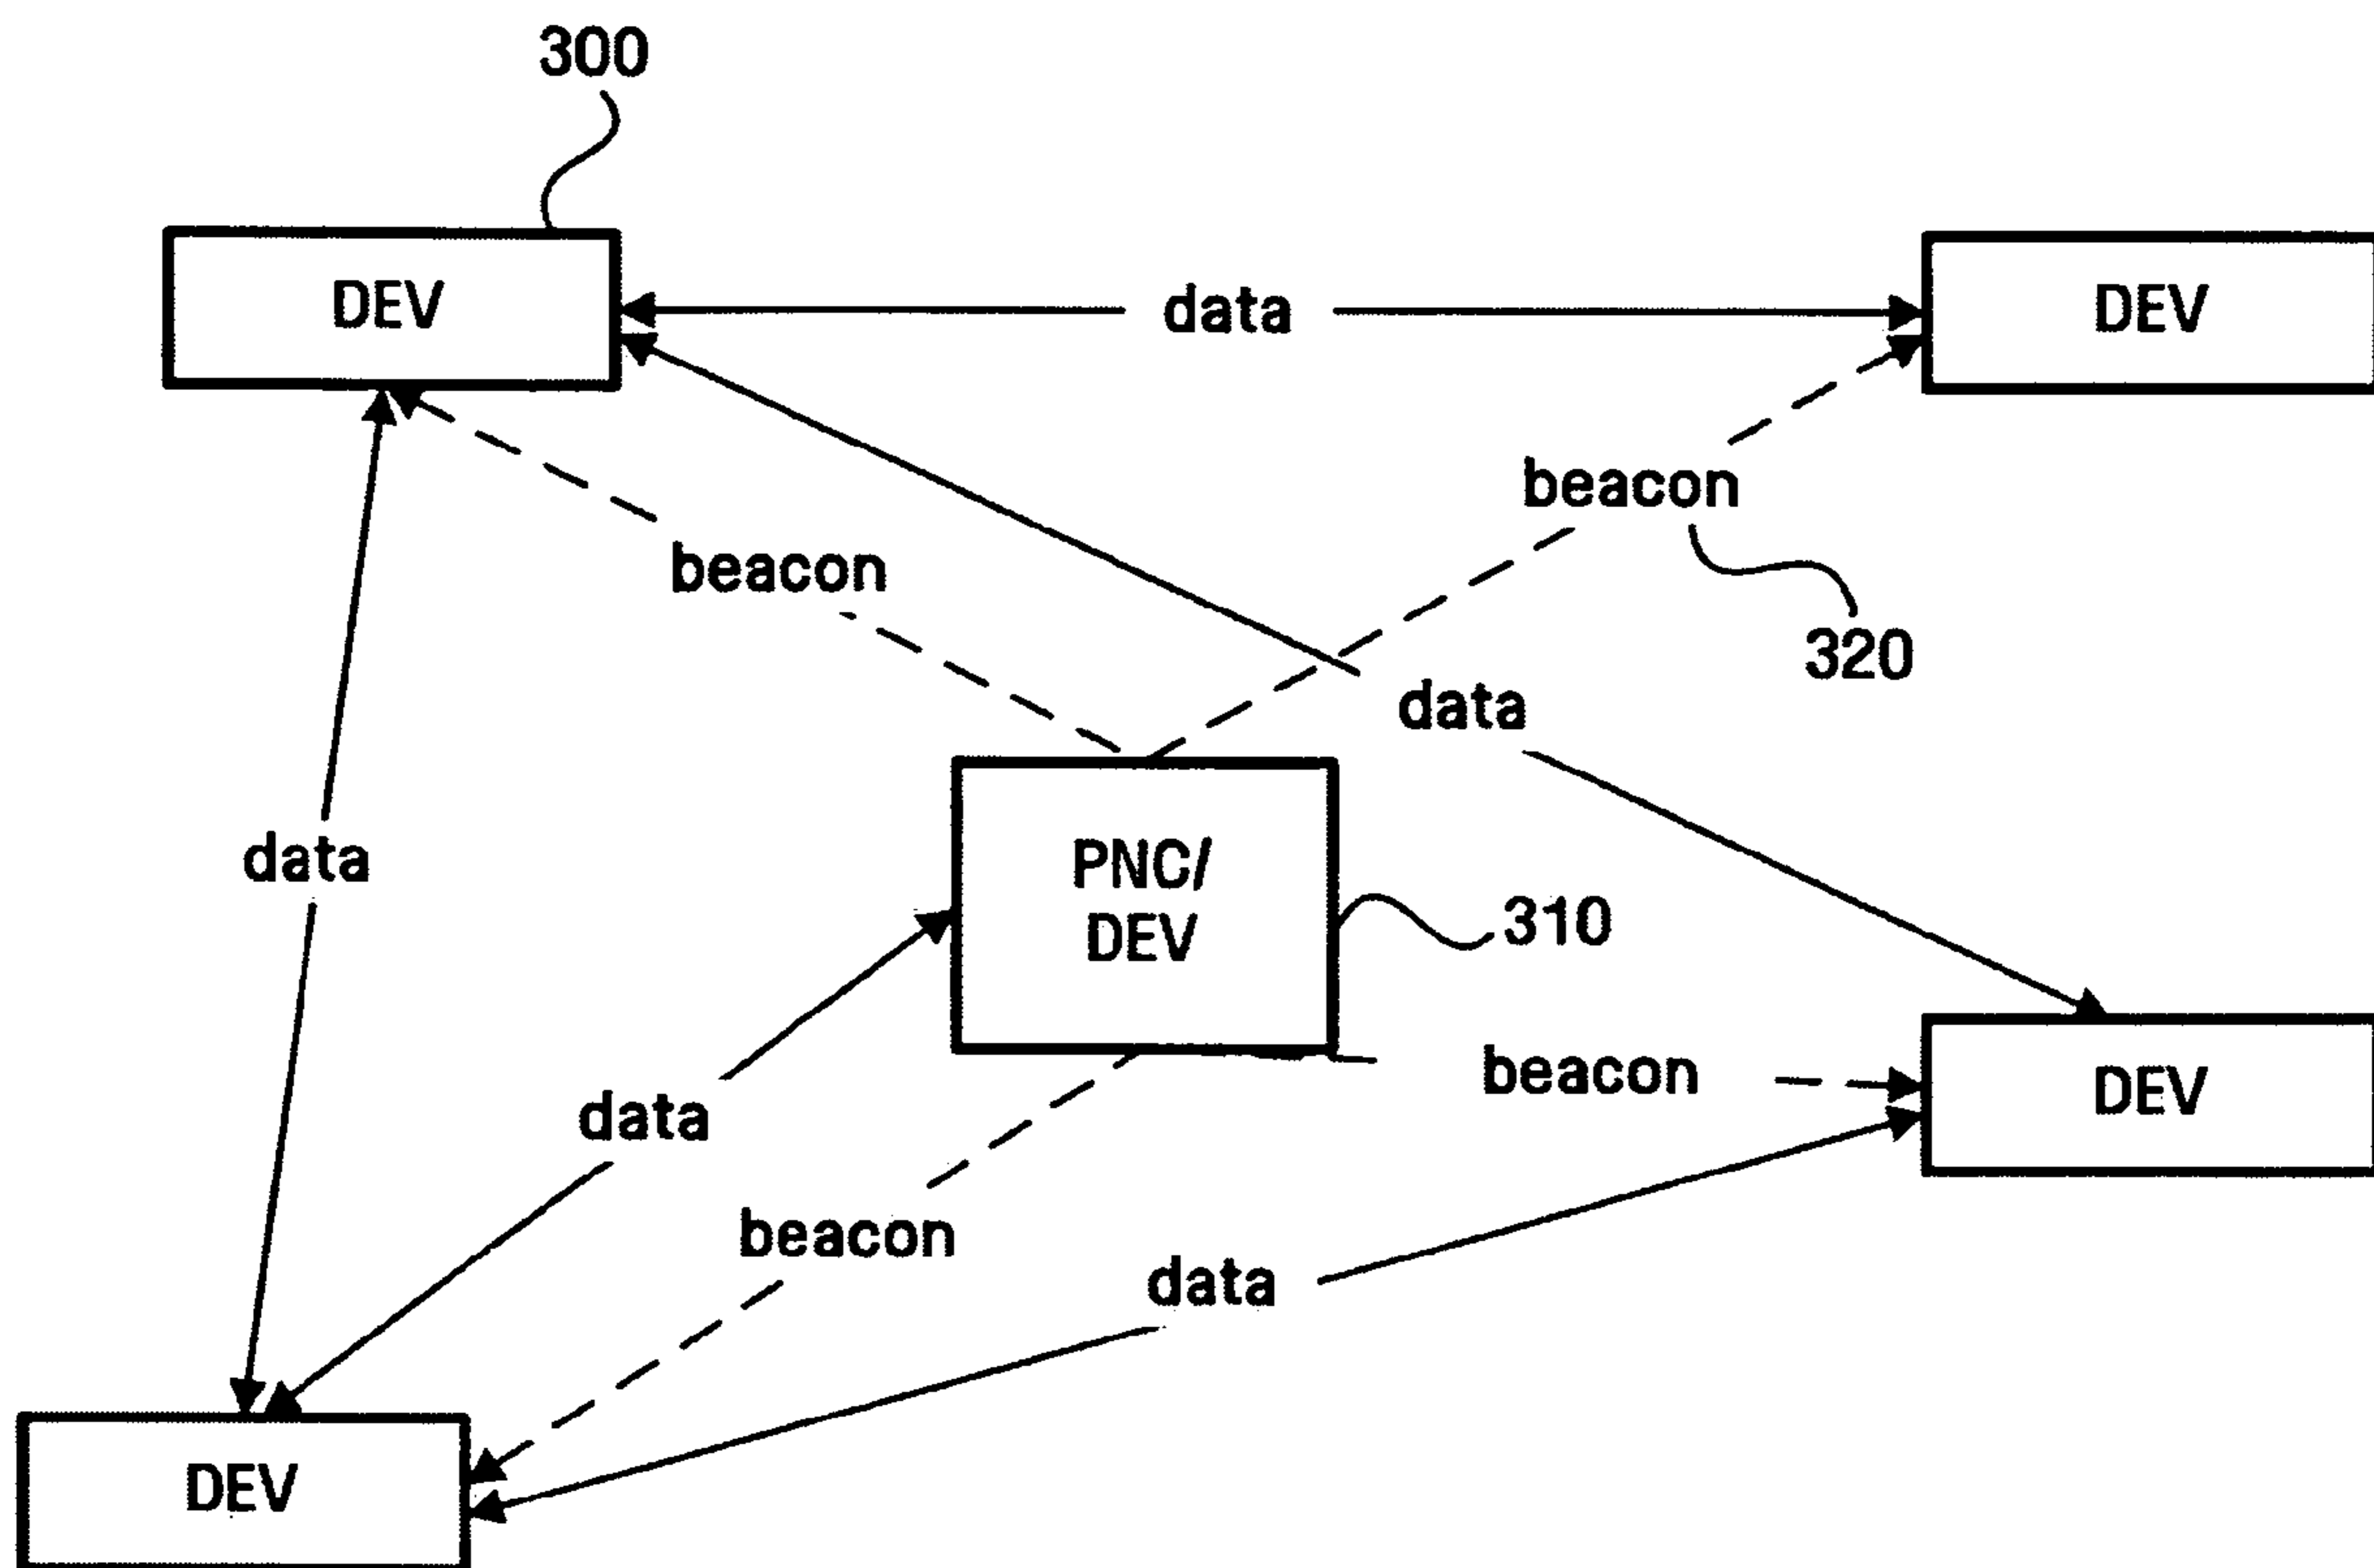 300
DEV
data
DEV
beacon
beacon
320
data
data
PNC/
DEV
310
beacon
DEV
data
beacon
data
DEV